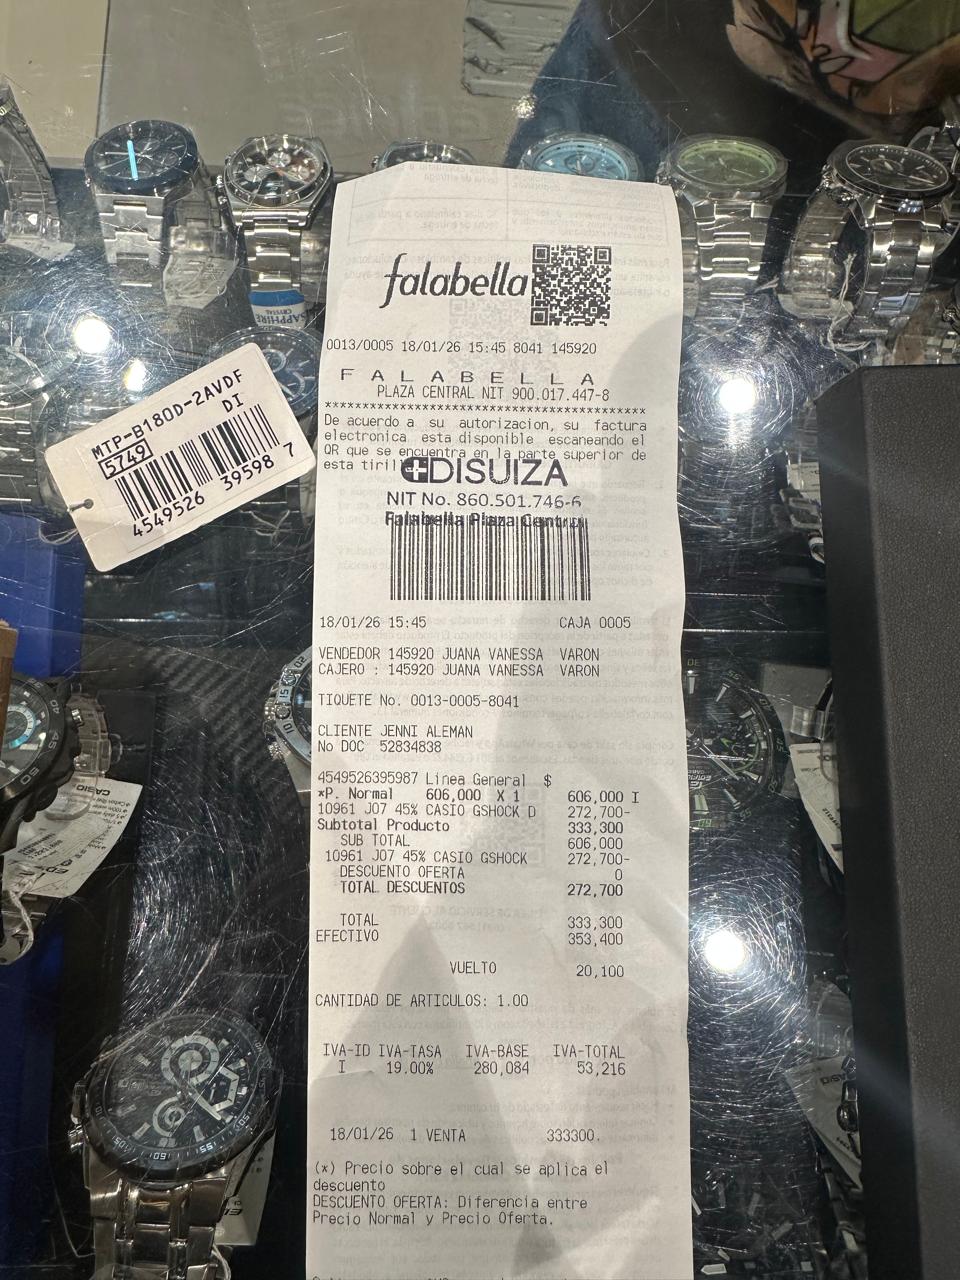 falabella
0013/0005 18/01/26 15:45 8041 145920
F A L A B E L L A
PLAZA CENTRAL NIT 900.017.447-8
**********************************************
De acuerdo a su autorizacion, su factura
electronica esta disponible escaneando el
QR que se encuentra en la parte superior de
esta tirill
DISUIZA
NIT No. 860.501.746-6
Falabella Plaza Central
18/01/26 15:45 CAJA 0005
VENDEDOR 145920 JUANA VANESSA VARON
CAJERO : 145920 JUANA VANESSA VARON
TIQUETE No. 0013-0005-8041
CLIENTE JENNI ALEMAN
No DOC 52834838
4549526395987 Linea General $
*P. Normal 606,000 X 1 606,000 I
10961 J07 45% CASIO GSHOCK D 272,700-
Subtotal Producto 333,300
SUB TOTAL 606,000
10961 J07 45% CASIO GSHOCK 272,700-
DESCUENTO OFERTA 0
TOTAL DESCUENTOS 272,700
TOTAL 333,300
EFECTIVO 353,400
VUELTO 20,100
CANTIDAD DE ARTICULOS: 1.00
IVA-ID IVA-TASA IVA-BASE IVA-TOTAL
I 19.00% 280,084 53,216
18/01/26 1 VENTA 333300.
(*) Precio sobre el cual se aplica el
descuento
DESCUENTO OFERTA: Diferencia entre
Precio Normal y Precio Oferta.
MTP-B180D-2AVDF
5749 DI
4549526 39598 7
SAPPHIRE
CRYSTAL
CASIO